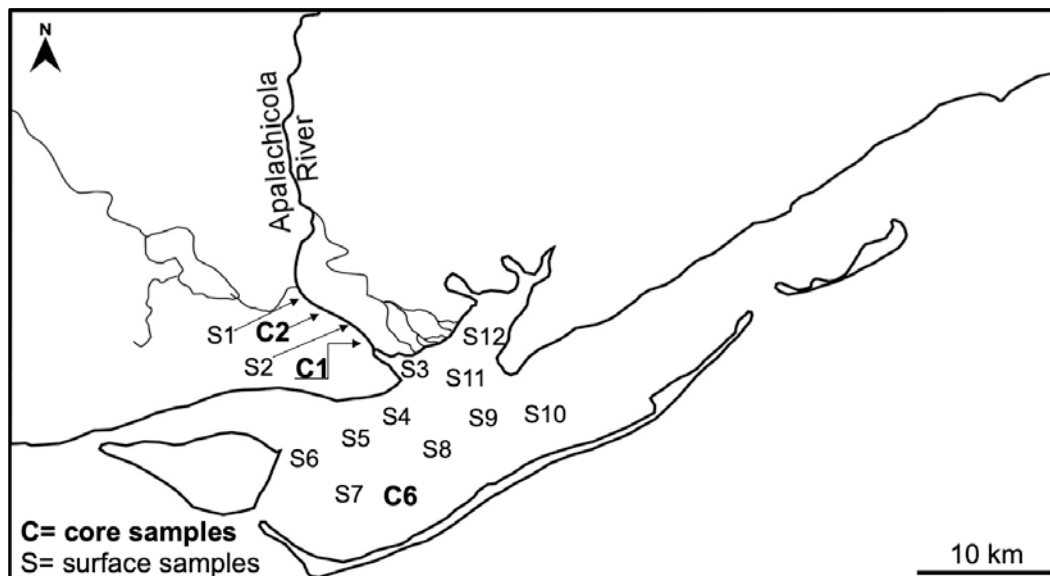 N
Apalachicola
River
S1
C2
S2
C1
S12
S3
S11
S4
S9
S10
S5
S8
S6
S7
C6
C= core samples
S= surface samples
10 km